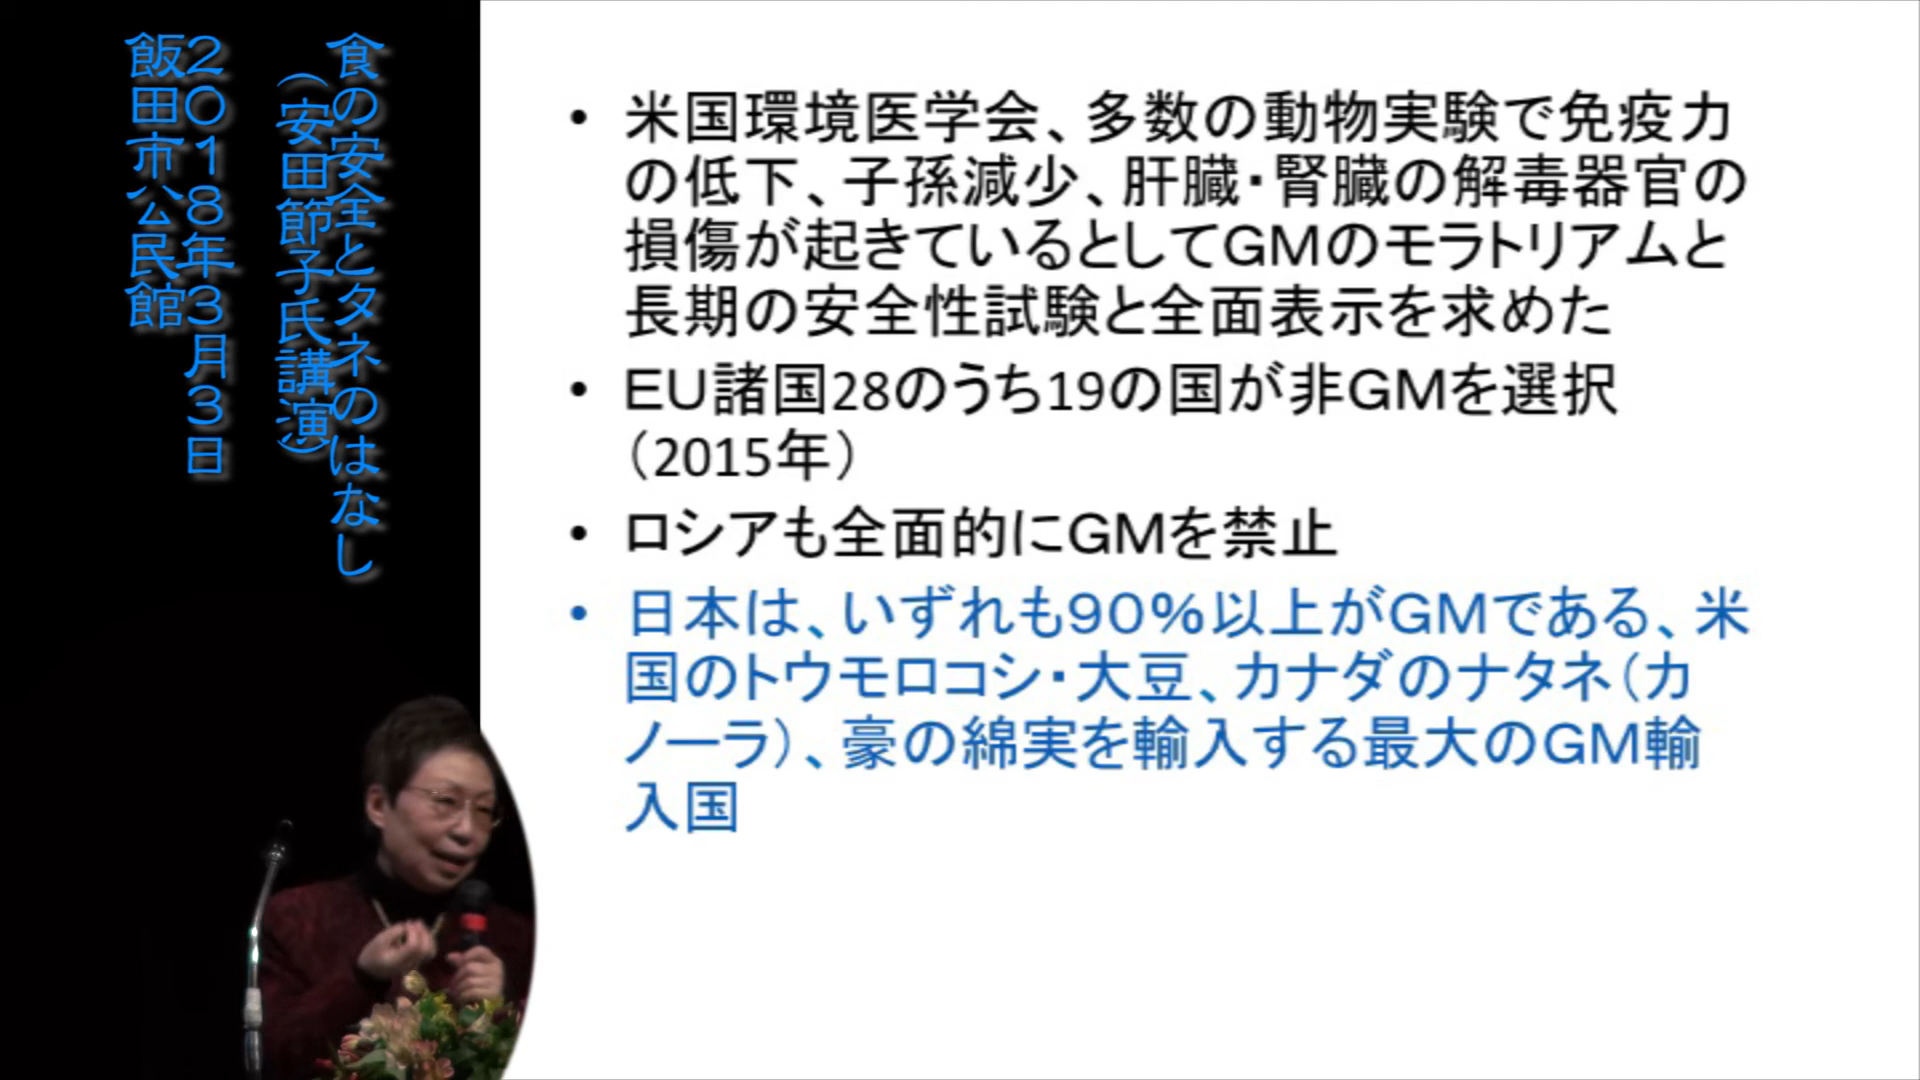 食の安全とタネのはなし
（安田節子氏講演）
２０１８年３月３日
飯田市公民館
• 米国環境医学会、多数の動物実験で免疫力
の低下、子孫減少、肝臓・腎臓の解毒器官の
損傷が起きているとしてGMのモラトリアムと
長期の安全性試験と全面表示を求めた
• EU諸国28のうち19の国が非GMを選択
（2015年）
• ロシアも全面的にGMを禁止
• 日本は、いずれも90%以上がGMである、米
国のトウモロコシ・大豆、カナダのナタネ（カ
ノーラ）、豪の綿実を輸入する最大のGM輸
入国